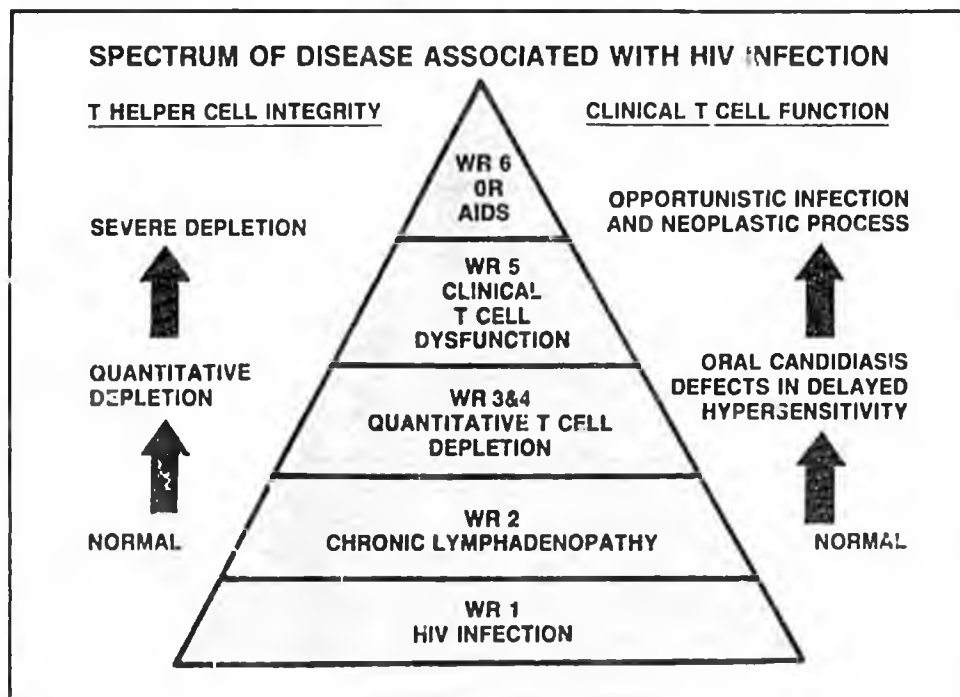 SPECTRUM OF DISEASE ASSOCIATED WITH HIV INFECTION
T HELPER CELL INTEGRITY
CLINICAL T CELL FUNCTION
WR 6
OR
AIDS
SEVERE DEPLETION
OPPORTUNISTIC INFECTION
AND NEOPLASTIC PROCESS
WR 5
CLINICAL
T CELL
DYSFUNCTION
QUANTITATIVE
DEPLETION
ORAL CANDIDIASIS
DEFECTS IN DELAYED
HYPERSENSITIVITY
WR 3&4
QUANTITATIVE T CELL
DEPLETION
NORMAL
WR 2
CHRONIC LYMPHADENOPATHY
NORMAL
WR 1
HIV INFECTION